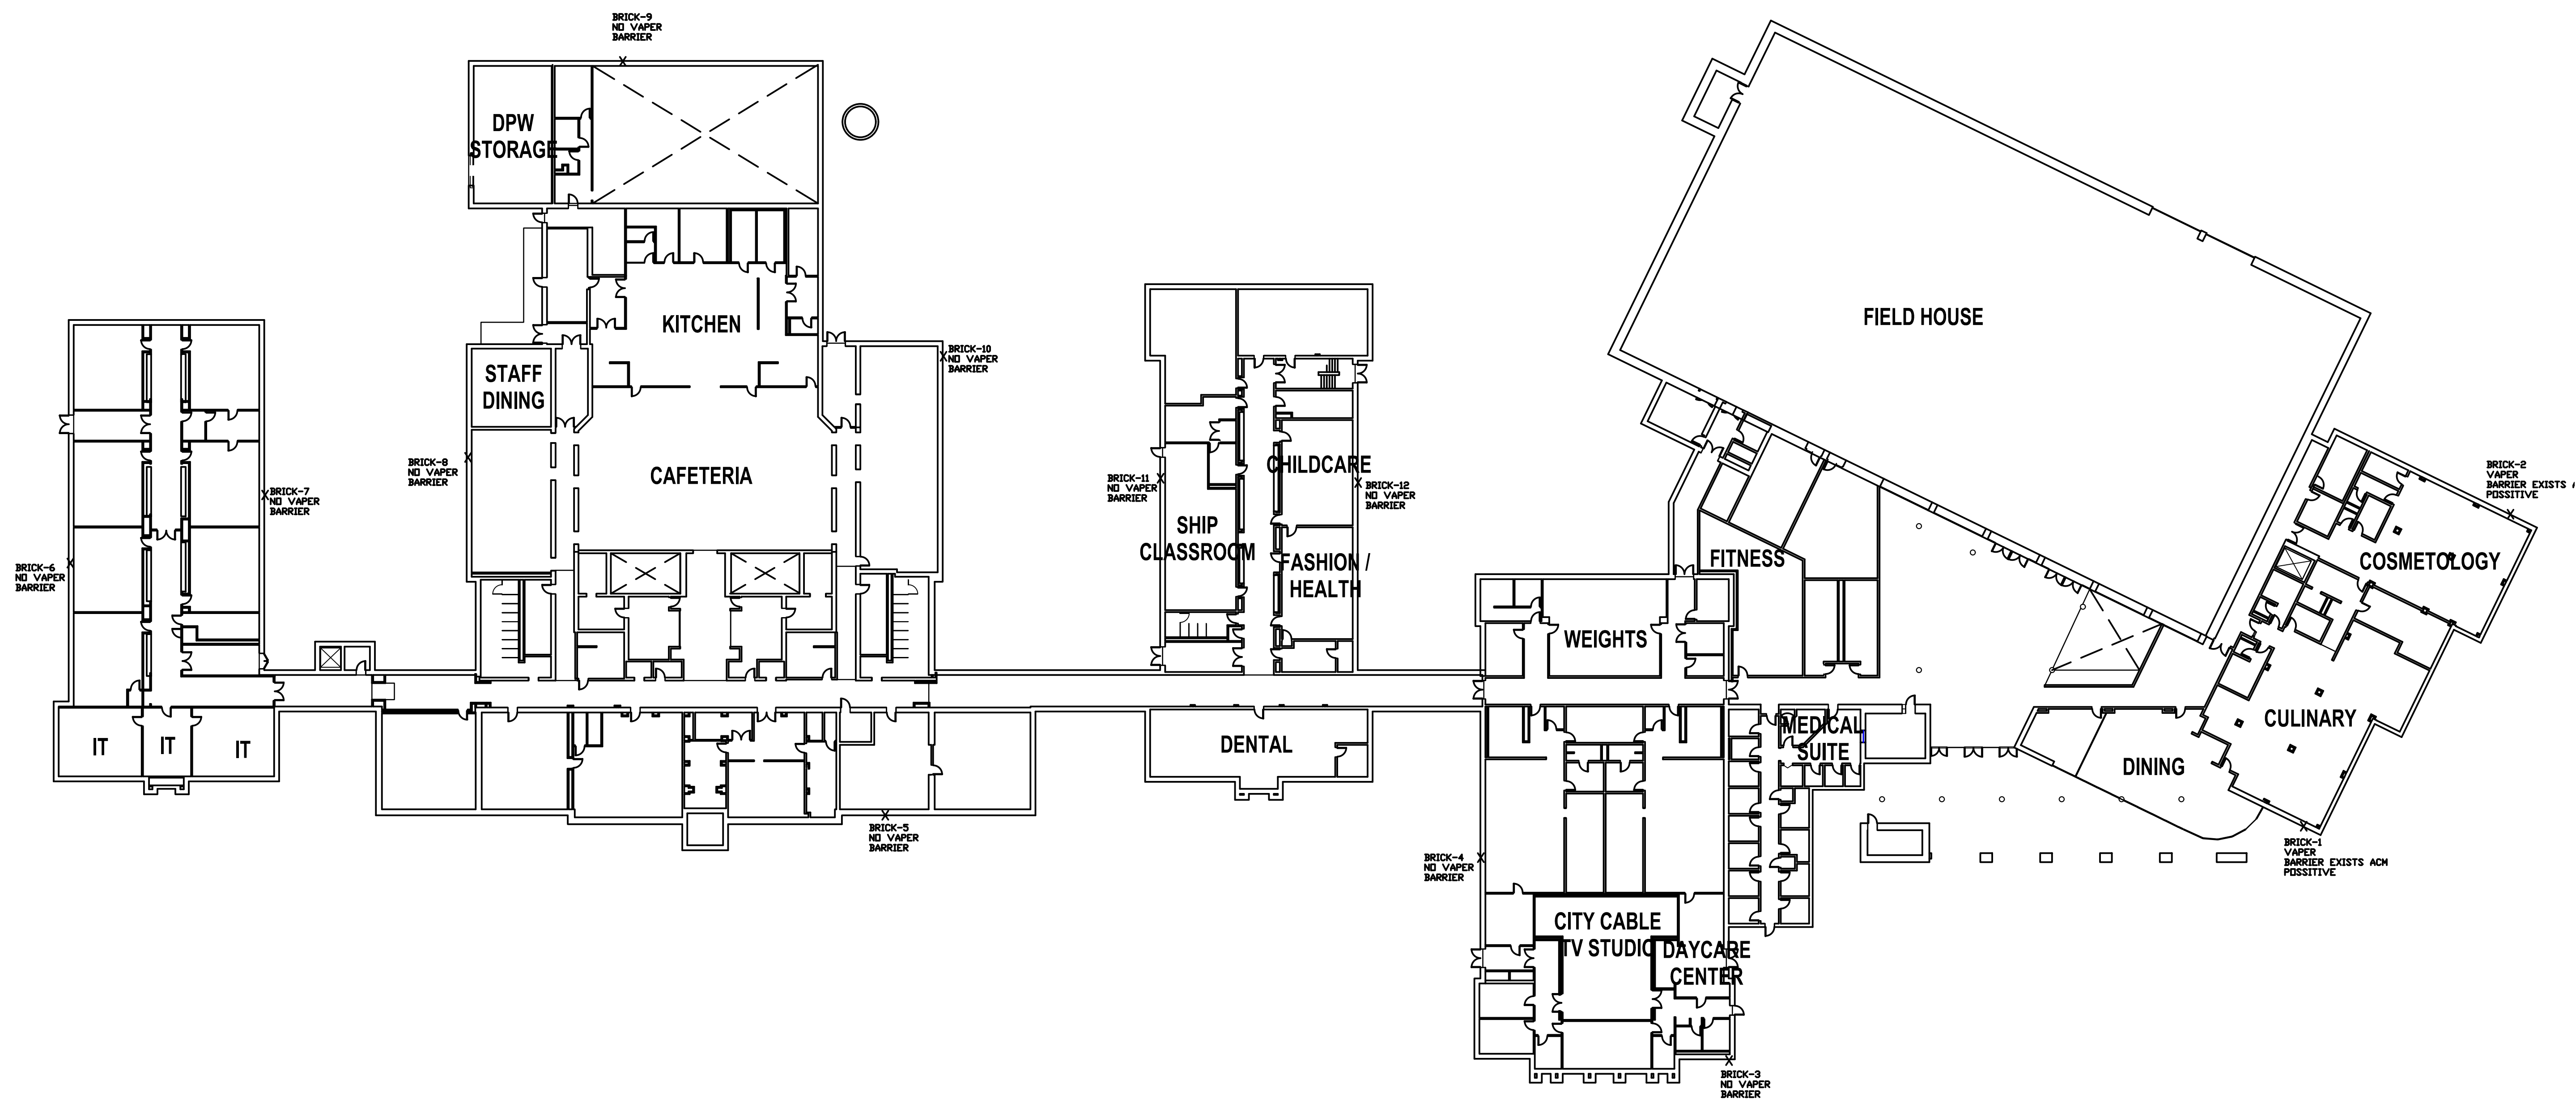 BRICK-9
NO VAPER
BARRIER
DPW
STORAGE
KITCHEN
STAFF
DINING
BRICK-10
NO VAPER
BARRIER
CAFETERIA
BRICK-8
NO VAPER
BARRIER
BRICK-7
NO VAPER
BARRIER
BRICK-6
NO VAPER
BARRIER
IT
IT
IT
BRICK-5
NO VAPER
BARRIER
BRICK-11
NO VAPER
BARRIER
SHIP
CLASSROOM
CHILDCARE
BRICK-12
NO VAPER
BARRIER
FASHION /
HEALTH
DENTAL
FIELD HOUSE
FITNESS
WEIGHTS
MEDICAL
SUITE
BRICK-4
NO VAPER
BARRIER
CITY CABLE
TV STUDIO
DAYCARE
CENTER
BRICK-3
NO VAPER
BARRIER
BRICK-2
VAPER
BARRIER EXISTS
POSSITIVE
COSMETOLOGY
CULINARY
DINING
BRICK-1
VAPER
BARRIER EXISTS ACM
POSSITIVE